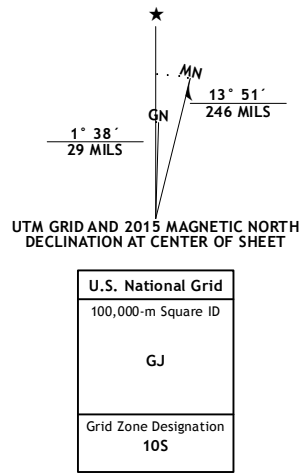 ★
MN
GN
13° 51´
246 MILS
1° 38´
29 MILS
UTM GRID AND 2015 MAGNETIC NORTH
DECLINATION AT CENTER OF SHEET
U.S. National Grid
100,000-m Square ID
GJ
Grid Zone Designation
10S